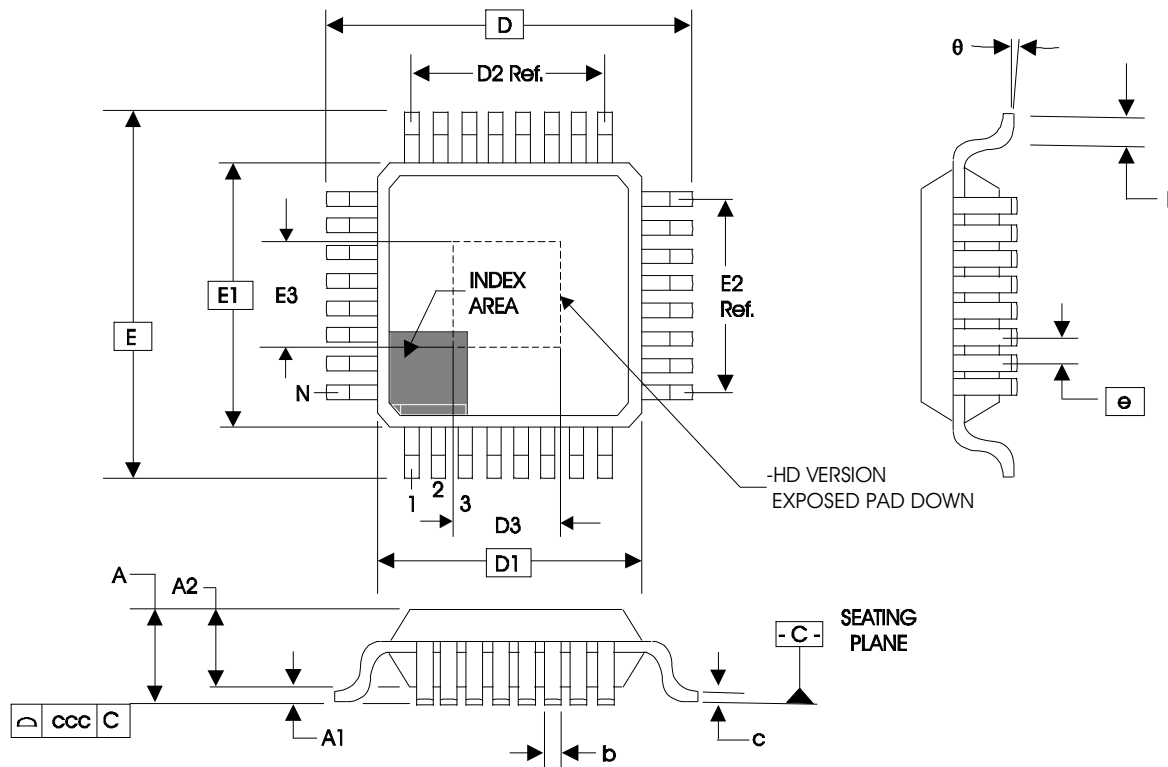 D
θ
D2 Ref.
E1
E3
E
INDEX
AREA
E2
Ref.
N
e
1
2
3
-HD VERSION
EXPOSED PAD DOWN
D3
D1
A
A2
- C -
SEATING
PLANE
ccc C
A1
b
c